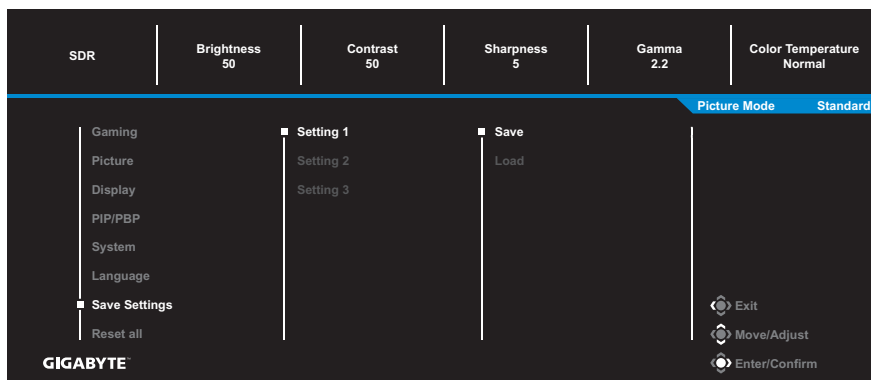 SDR
Brightness
50
Contrast
50
Sharpness
5
Gamma
2.2
Color Temperature
Normal
Picture Mode Standard
Gaming
Picture
Display
PIP/PBP
System
Language
Save Settings
Reset all
Setting 1
Setting 2
Setting 3
Save
Load
Exit
Move/Adjust
Enter/Confirm
GIGABYTE™